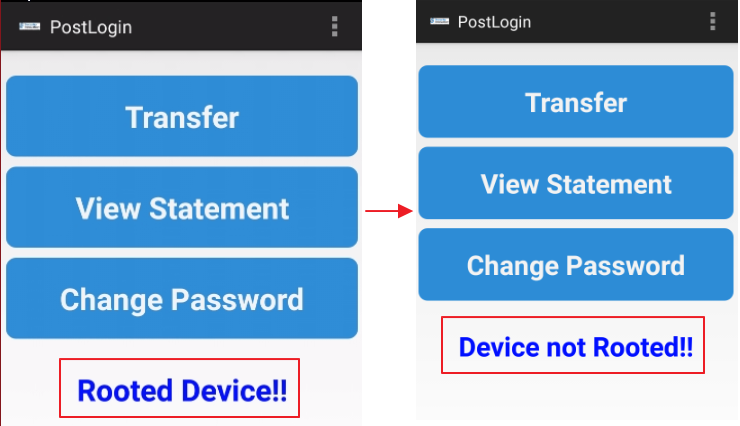 PostLogin
Transfer
View Statement
Change Password
Rooted Device!!
PostLogin
Transfer
View Statement
Change Password
Device not Rooted!!